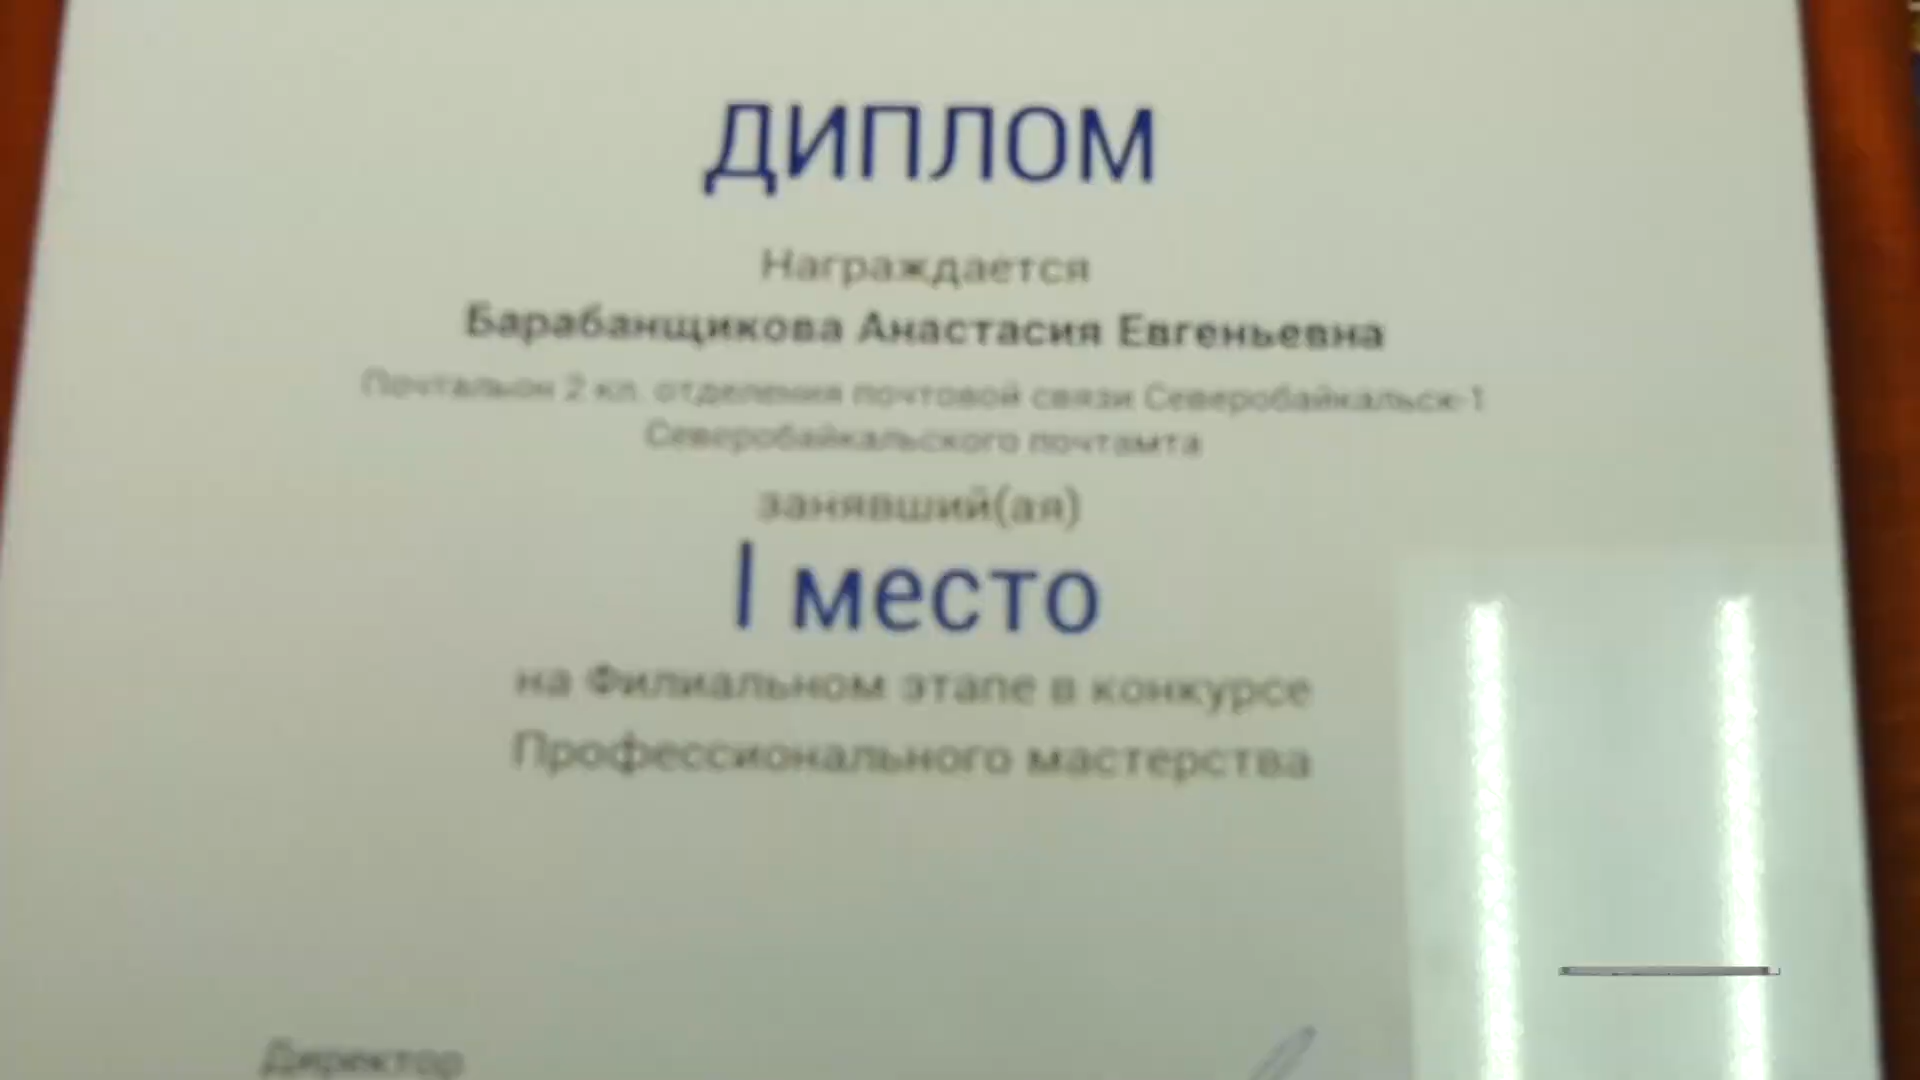 ДИПЛОМ
Награждается
Барабанщикова Анастасия Евгеньевна
Почтальон 2 кл. отделения почтовой связи Северобайкальск-1
Северобайкальского почтамта
занявший(ая)
I место
на Филиальном этапе в конкурсе
Профессионального мастерства
Директор